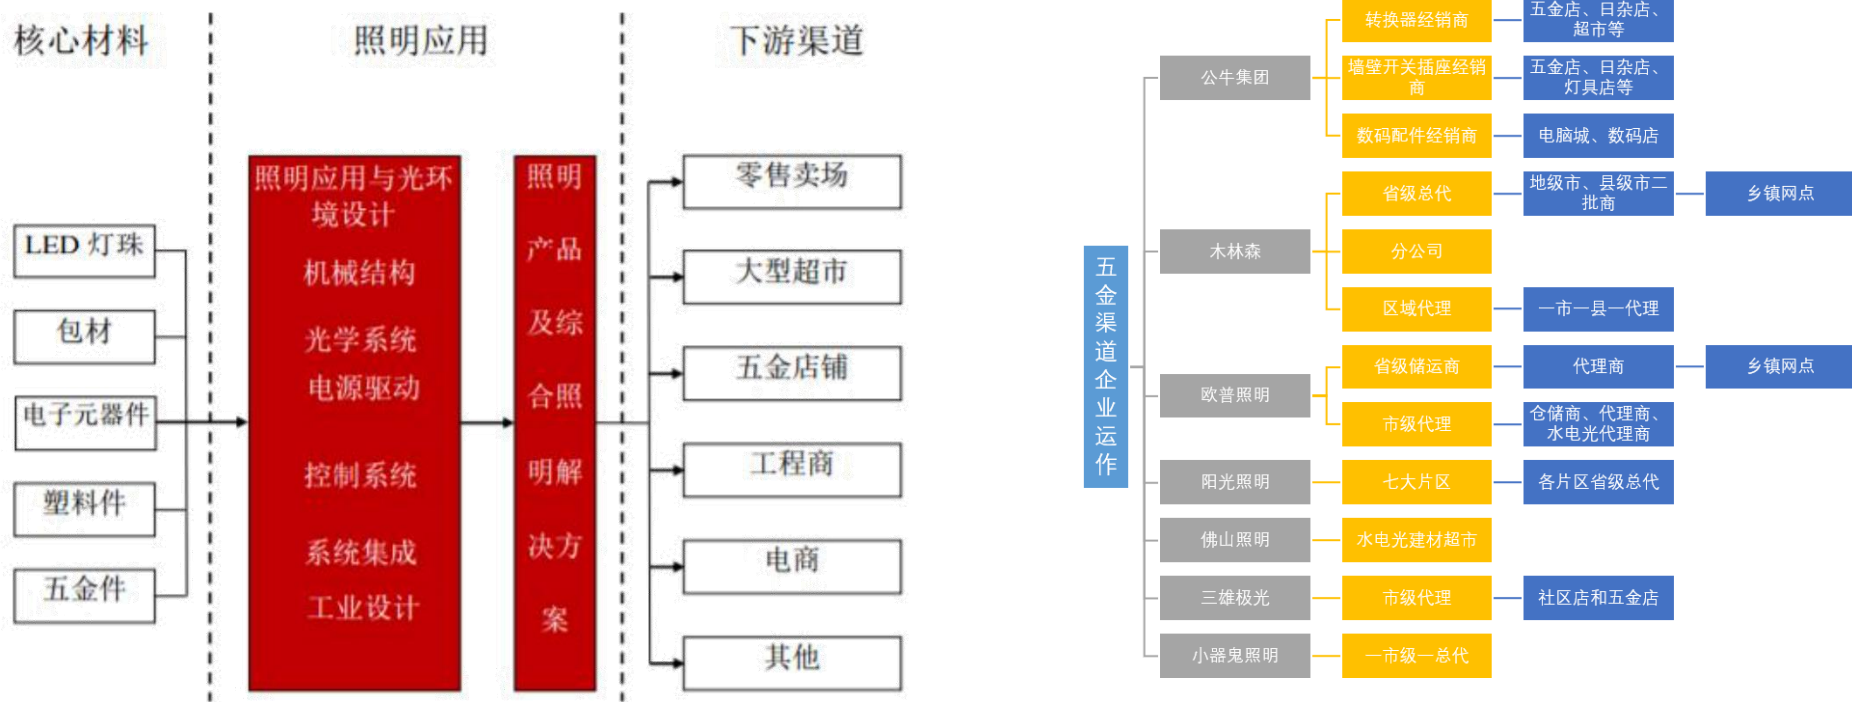 核心材料
照明应用
下游渠道
LED 灯珠
包材
电子元器件
塑料件
五金件
照明应用与光环
境设计
机械结构
光学系统
电源驱动
控制系统
系统集成
工业设计
照明
产品
及综
合照
明解
决方
案
零售卖场
大型超市
五金店铺
工程商
电商
其他
五金渠道企业运作
公牛集团
转换器经销商
五金店、日杂店、
超市等
墙壁开关插座经销
商
五金店、日杂店、
灯具店等
数码配件经销商
电脑城、数码店
木林森
省级总代
地级市、县级市二
批商
乡镇网点
分公司
区域代理
一市一县一代理
欧普照明
省级储运商
代理商
乡镇网点
市级代理
仓储商、代理商、
水电光代理商
阳光照明
七大片区
各片区省级总代
佛山照明
水电光建材超市
三雄极光
市级代理
社区店和五金店
小器鬼照明
一市级一总代